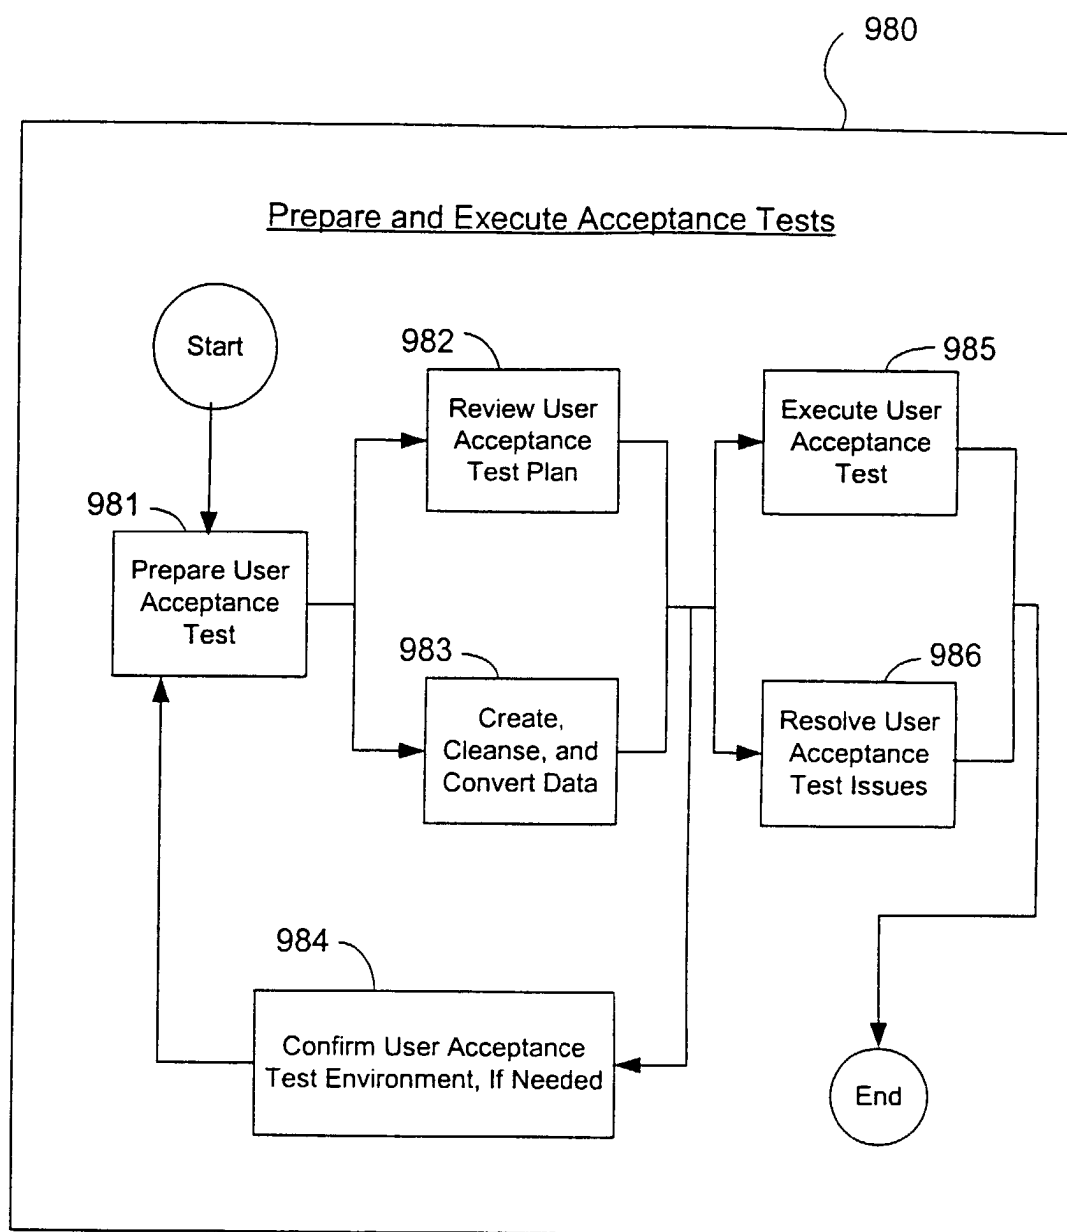 980
Prepare and Execute Acceptance Tests
Start
981
Prepare User
Acceptance
Test
982
Review User
Acceptance
Test Plan
983
Create,
Cleanse, and
Convert Data
984
Confirm User Acceptance
Test Environment, If Needed
985
Execute User
Acceptance
Test
986
Resolve User
Acceptance
Test Issues
End